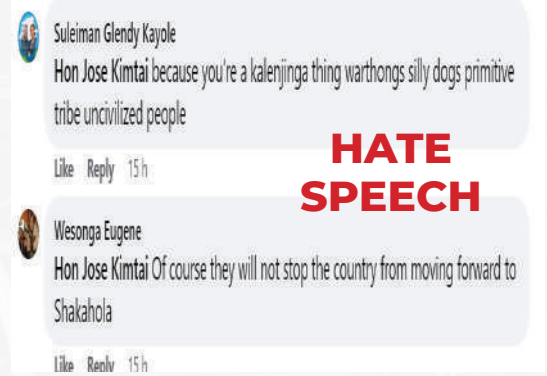 Suleiman Glendy Kayole
Hon Jose Kimtai because you're a kalenjinga thing warthongs silly dogs primitive
tribe uncivilized people
Like Reply 15 h
HATE
SPEECH
Wesonga Eugene
Hon Jose Kimtai Of course they will not stop the country from moving forward to
Shakahola
Like Reply 15 h